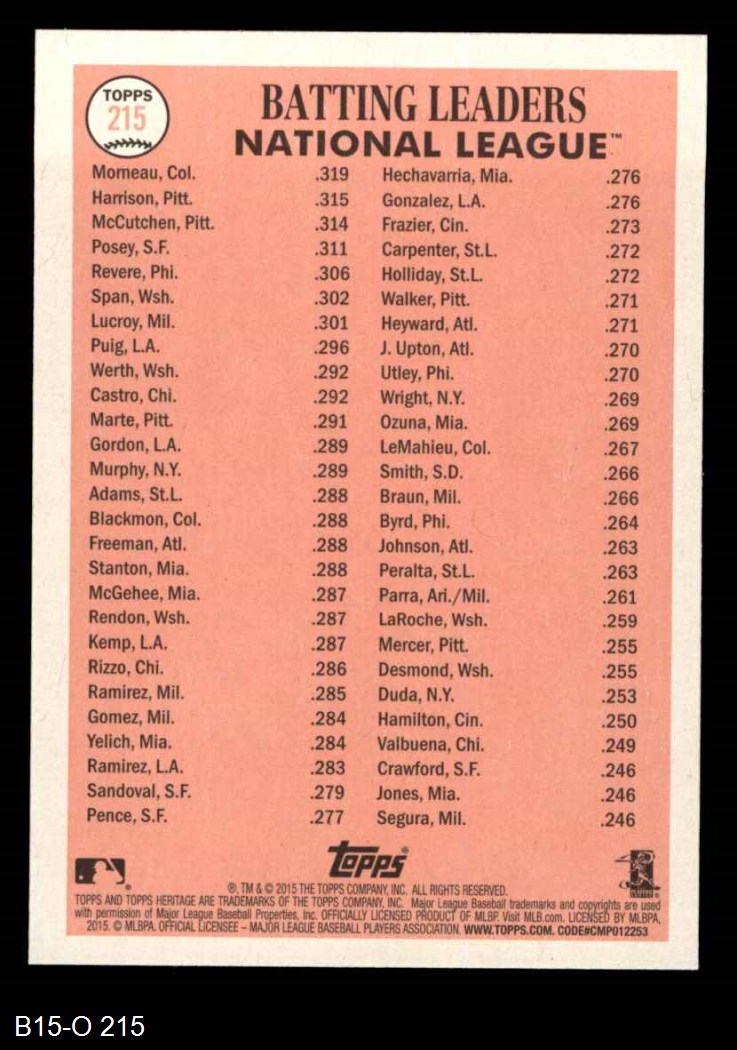 TOPPS
215
BATTING LEADERS
NATIONAL LEAGUE™
Morneau, Col. .319
Harrison, Pitt. .315
McCutchen, Pitt. .314
Posey, S.F. .311
Revere, Phi. .306
Span, Wsh. .302
Lucroy, Mil. .301
Puig, L.A. .296
Werth, Wsh. .292
Castro, Chi. .292
Marte, Pitt. .291
Gordon, L.A. .289
Murphy, N.Y. .289
Adams, St.L. .288
Blackmon, Col. .288
Freeman, Atl. .288
Stanton, Mia. .288
McGehee, Mia. .287
Rendon, Wsh. .287
Kemp, L.A. .287
Rizzo, Chi. .286
Ramirez, Mil. .285
Gomez, Mil. .284
Yelich, Mia. .284
Ramirez, L.A. .283
Sandoval, S.F. .279
Pence, S.F. .277
Hechavarria, Mia. .276
Gonzalez, L.A. .276
Frazier, Cin. .273
Carpenter, St.L. .272
Holliday, St.L. .272
Walker, Pitt. .271
Heyward, Atl. .271
J. Upton, Atl. .270
Utley, Phi. .270
Wright, N.Y. .269
Ozuna, Mia. .269
LeMahieu, Col. .267
Smith, S.D. .266
Braun, Mil. .266
Byrd, Phi. .264
Johnson, Atl. .263
Peralta, St.L. .263
Parra, Ari./Mil. .261
LaRoche, Wsh. .259
Mercer, Pitt. .255
Desmond, Wsh. .255
Duda, N.Y. .253
Hamilton, Cin. .250
Valbuena, Chi. .249
Crawford, S.F. .246
Jones, Mia. .246
Segura, Mil. .246
Topps®
®, TM & © 2015 THE TOPPS COMPANY, INC. ALL RIGHTS RESERVED.
TOPPS AND TOPPS HERITAGE ARE TRADEMARKS OF THE TOPPS COMPANY, INC. Major League Baseball trademarks and copyrights are used
with permission of Major League Baseball Properties, Inc. OFFICIALLY LICENSED PRODUCT OF MLBP. Visit MLB.com. LICENSED BY MLBPA,
2015. © MLBPA. OFFICIAL LICENSEE – MAJOR LEAGUE BASEBALL PLAYERS ASSOCIATION. WWW.TOPPS.COM. CODE#CMP012253
B15-O 215